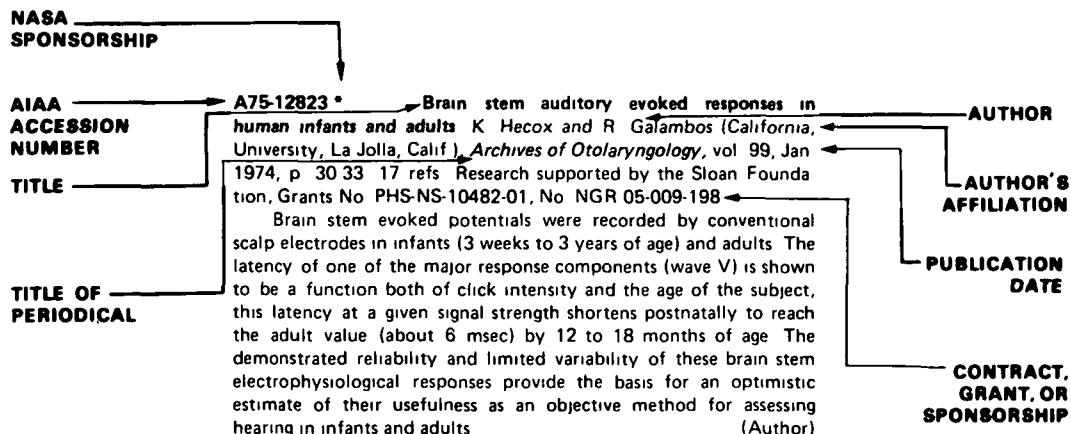 NASA
SPONSORSHIP
AIAA
ACCESSION
NUMBER
TITLE
TITLE OF
PERIODICAL
A75-12823 * Brain stem auditory evoked responses in
human infants and adults K Hecox and R Galambos (California,
University, La Jolla, Calif ), Archives of Otolaryngology, vol 99, Jan
1974, p 30 33 17 refs Research supported by the Sloan Founda
tion, Grants No PHS-NS-10482-01, No NGR 05-009-198
Brain stem evoked potentials were recorded by conventional
scalp electrodes in infants (3 weeks to 3 years of age) and adults The
latency of one of the major response components (wave V) is shown
to be a function both of click intensity and the age of the subject,
this latency at a given signal strength shortens postnatally to reach
the adult value (about 6 msec) by 12 to 18 months of age The
demonstrated reliability and limited variability of these brain stem
electrophysiological responses provide the basis for an optimistic
estimate of their usefulness as an objective method for assessing
hearing in infants and adults (Author)
AUTHOR
AUTHOR'S
AFFILIATION
PUBLICATION
DATE
CONTRACT,
GRANT, OR
SPONSORSHIP